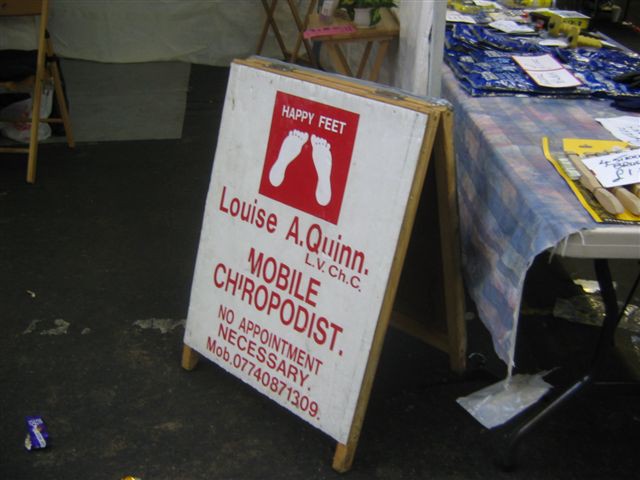 HAPPY FEET
Louise A.Quinn.
L.V.Ch.C.
MOBILE
CHIROPODIST.
NO APPOINTMENT
NECESSARY.
Mob.07740871309.